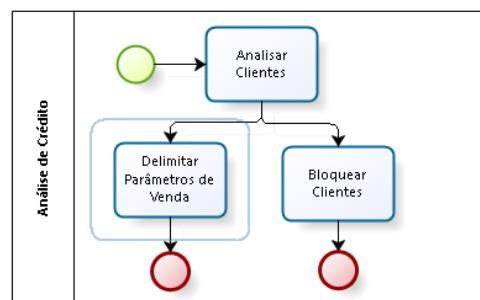 Análise de Crédito
Analisar
Clientes
Delimitar
Parâmetros de
Venda
Bloquear
Clientes